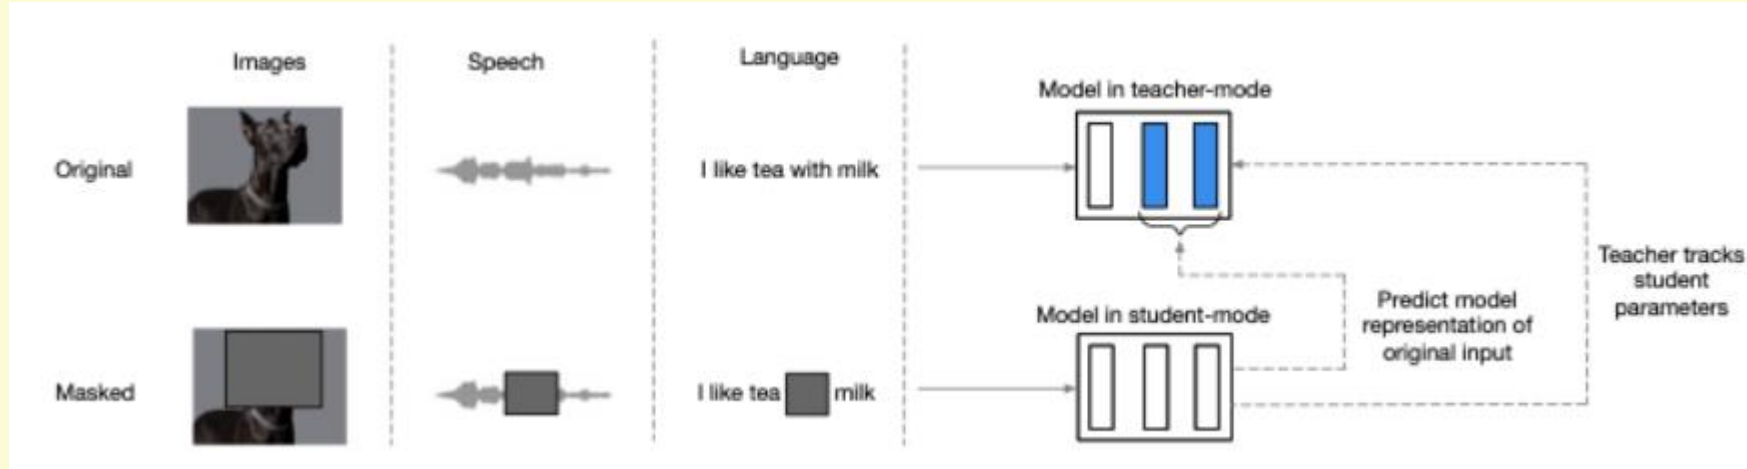 Images
Speech
Language
Model in teacher-mode
Original
I like tea with milk
Teacher tracks
student
parameters
Predict model
representation of
original input
Model in student-mode
Masked
I like tea milk